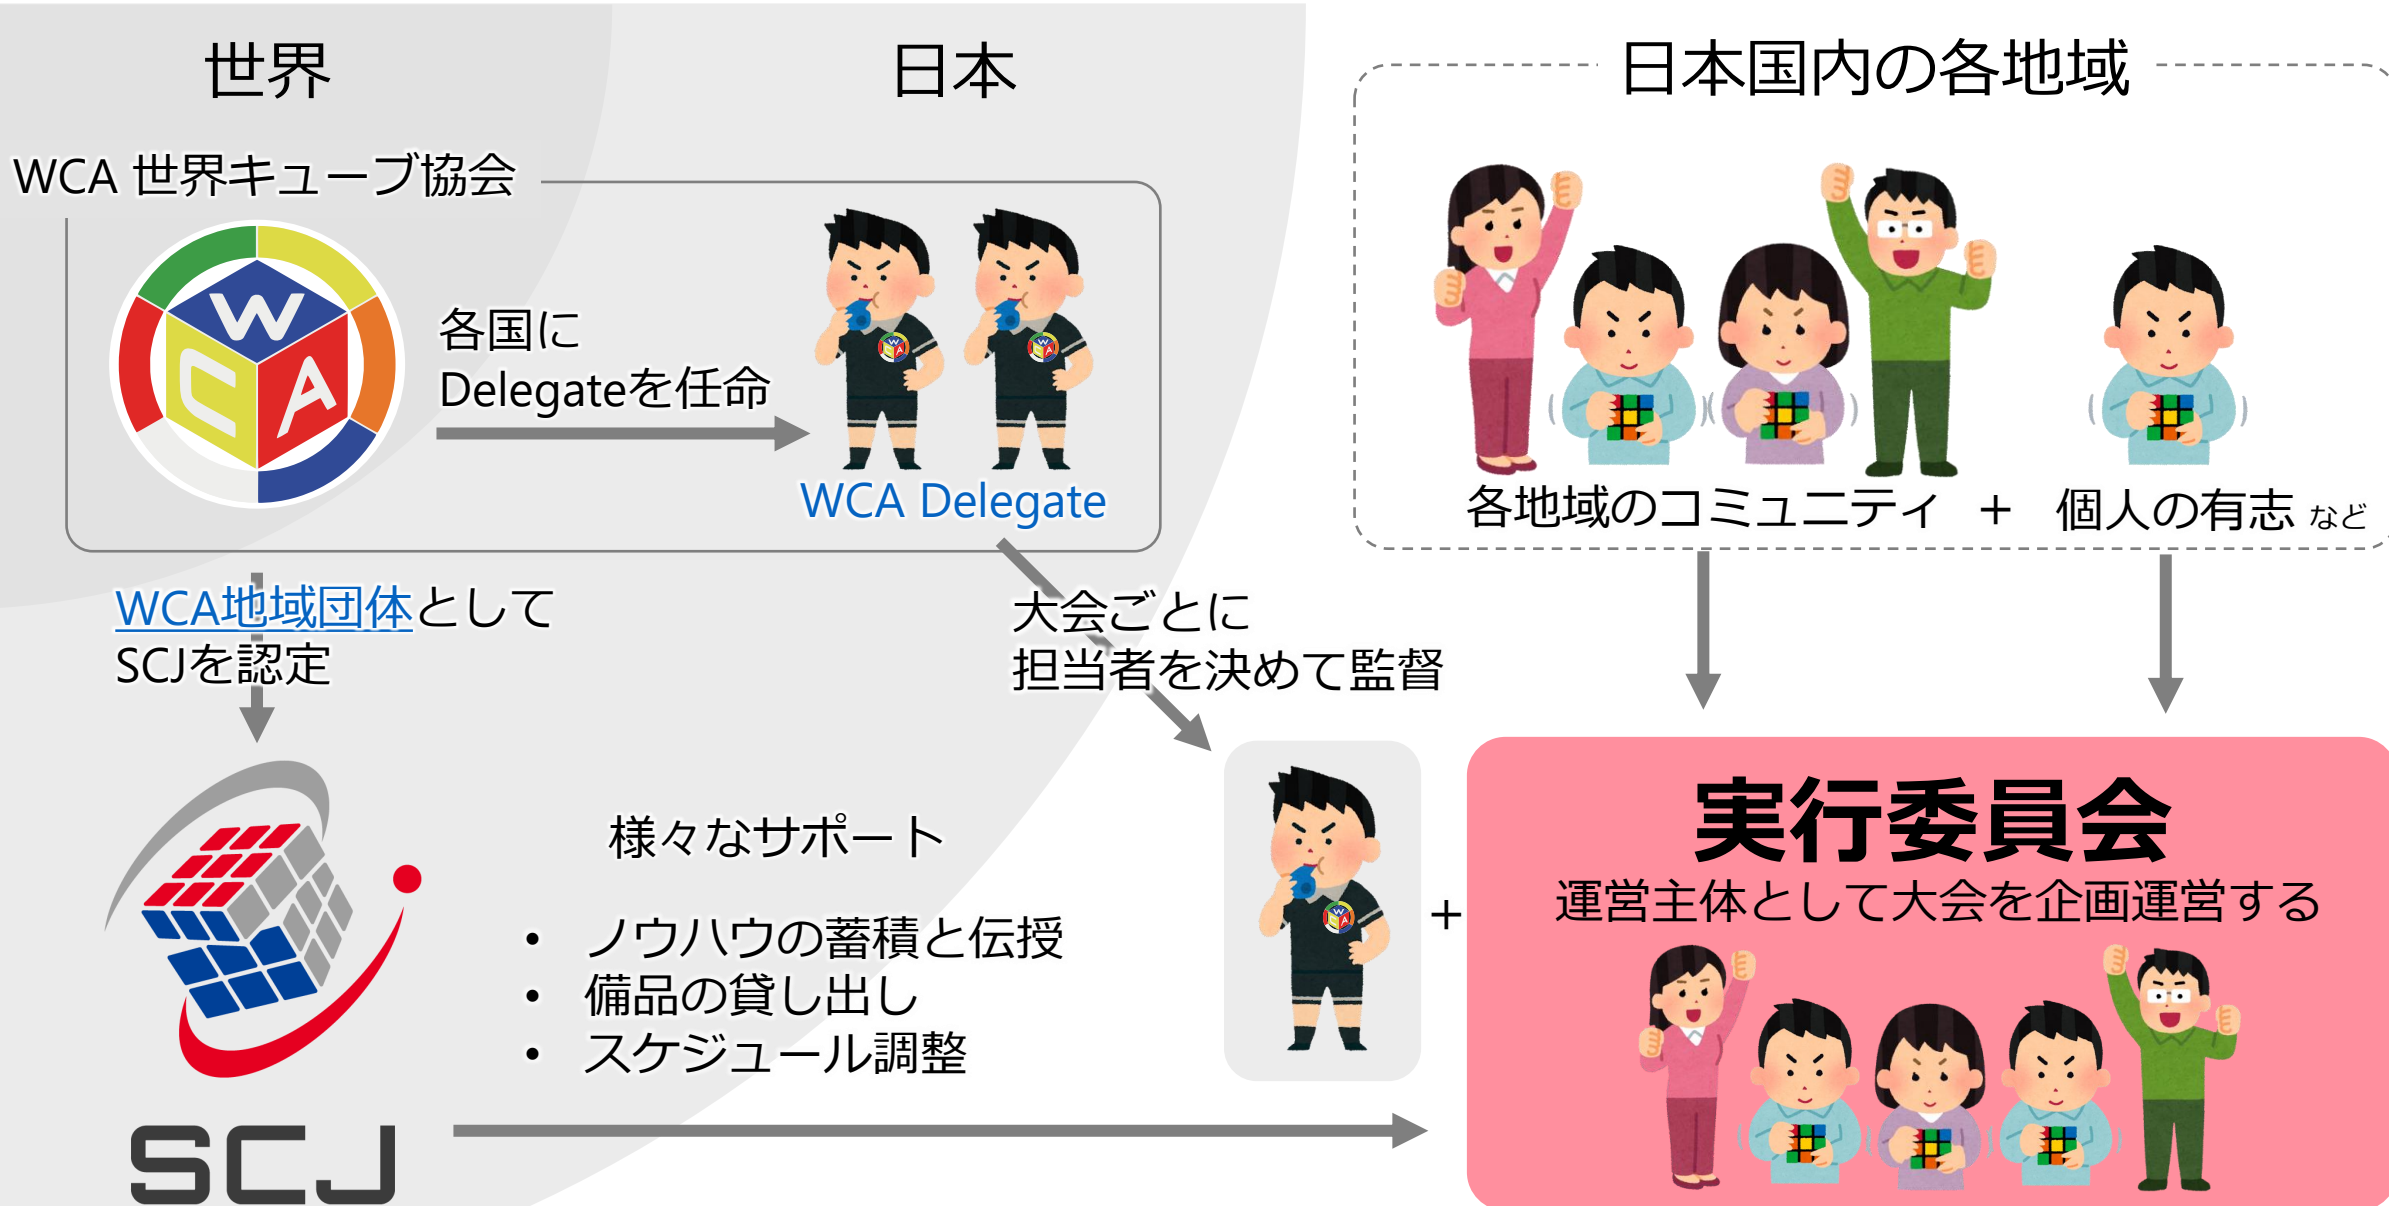 世界
日本
日本国内の各地域
WCA 世界キューブ協会
W
C
A
各国に
Delegateを任命
WCA Delegate
各地域のコミュニティ + 個人の有志 など
WCA地域団体として
SCJを認定
大会ごとに
担当者を決めて監督
様々なサポート
• ノウハウの蓄積と伝授
• 備品の貸し出し
• スケジュール調整
SCJ
+
実行委員会
運営主体として大会を企画運営する